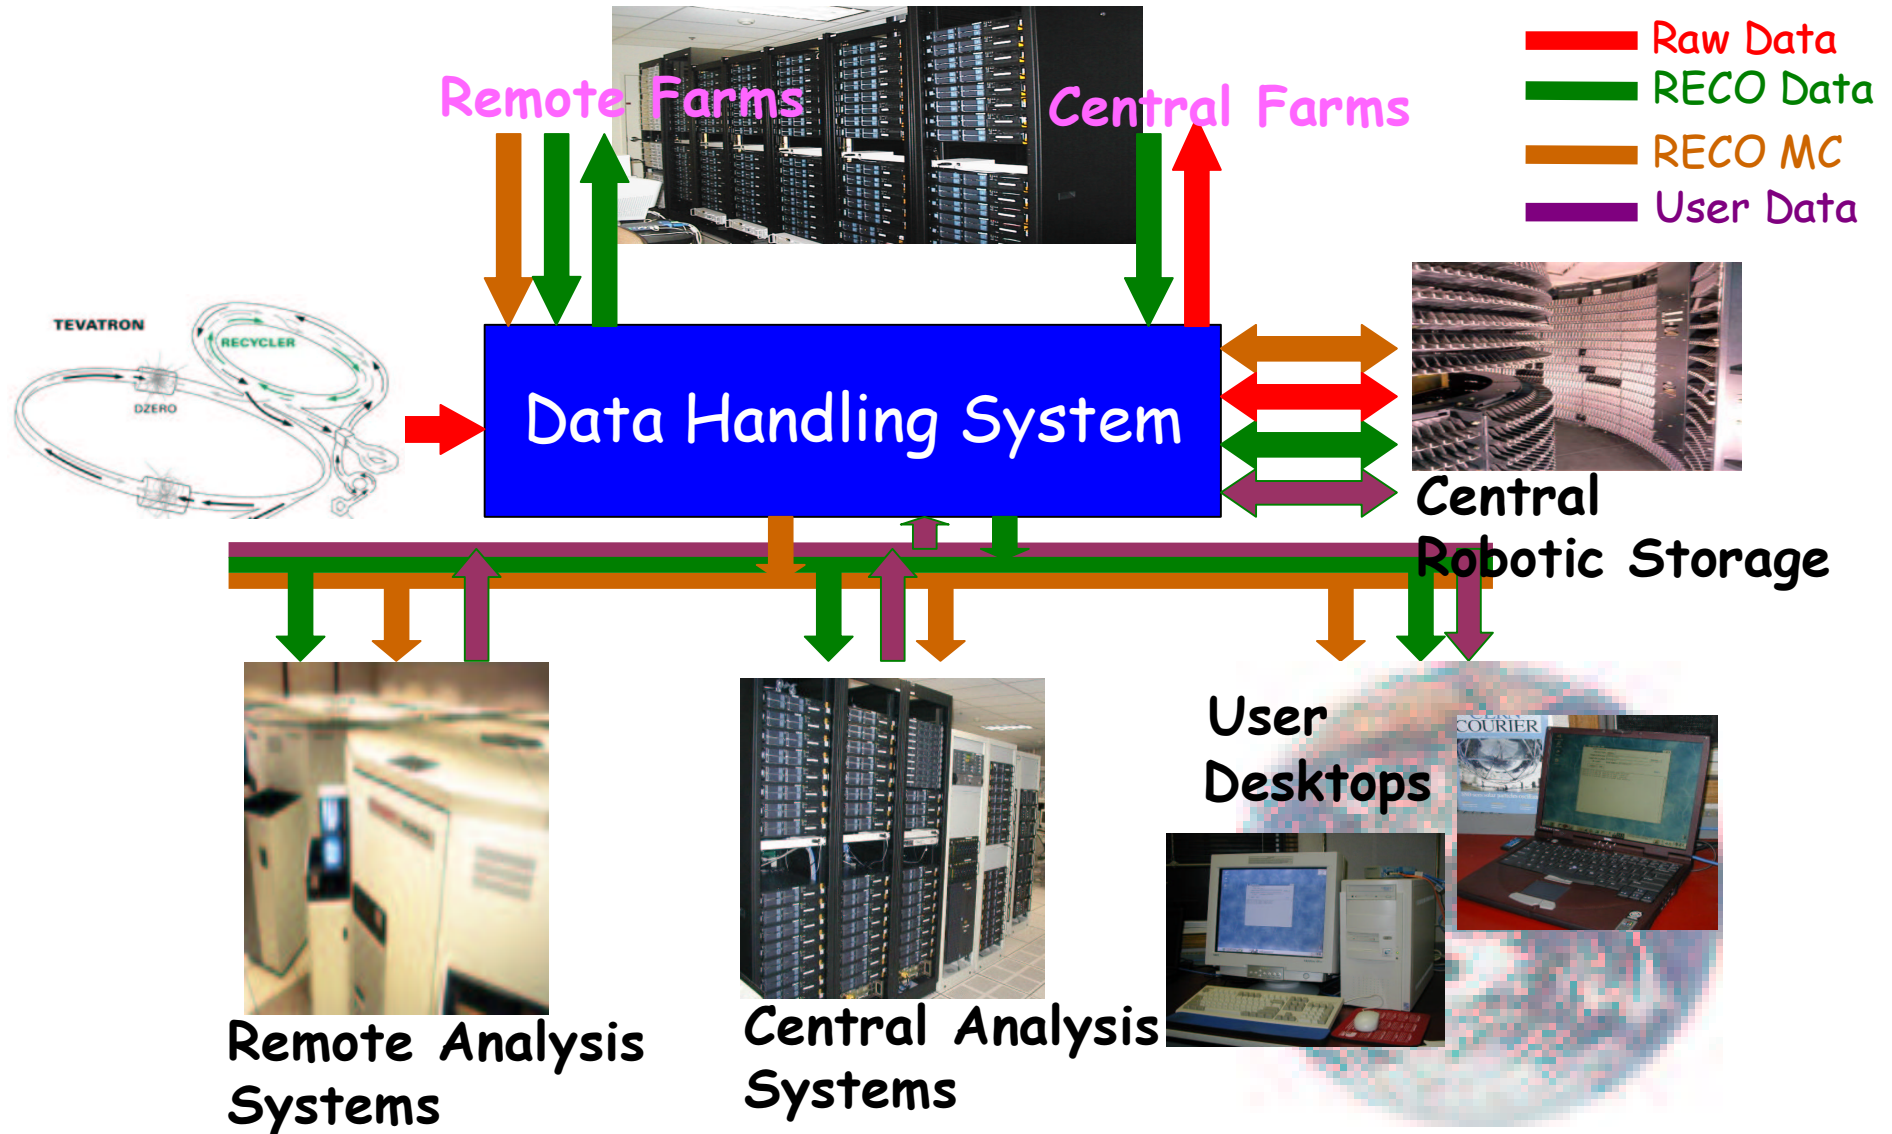 Raw Data
RECO Data
RECO MC
User Data
Remote Farms
Central Farms
TEVATRON
RECYCLER
DZERO
Data Handling System
Central
Robotic Storage
User
Desktops
COURIER
Remote Analysis
Systems
Central Analysis
Systems